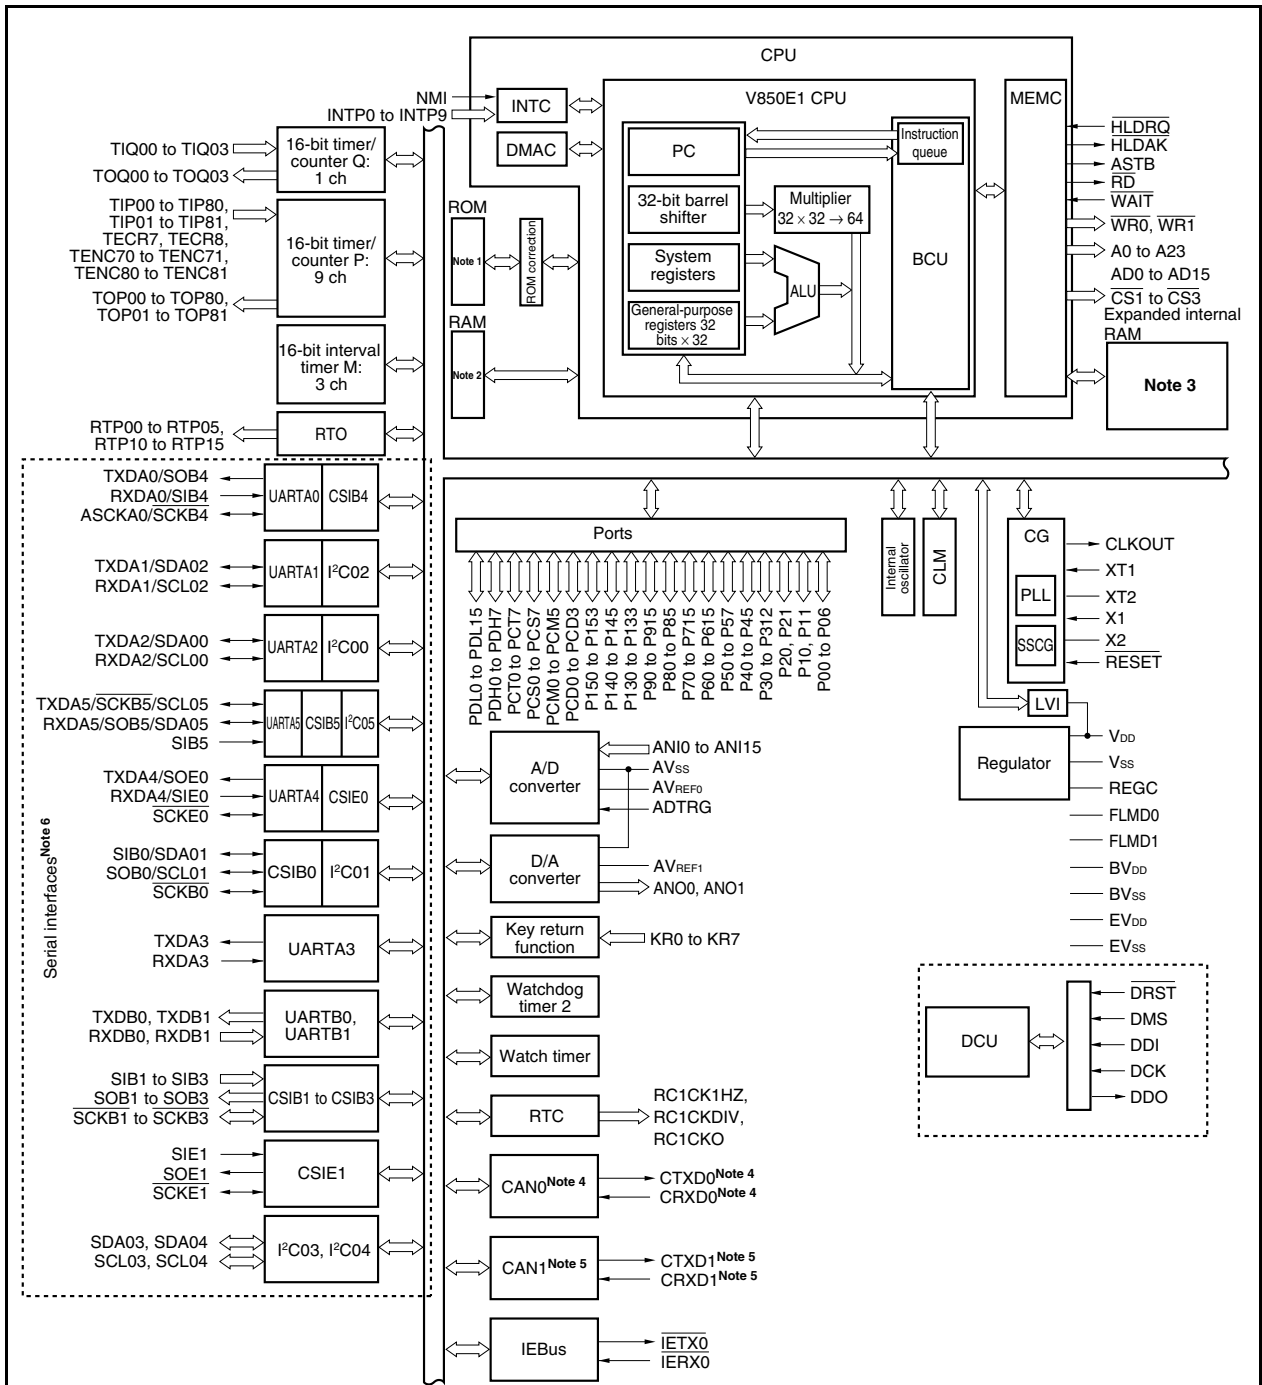 CPU
NMI
INTP0 to INTP9
INTC
DMAC
V850E1 CPU
PC
32-bit barrel
shifter
System
registers
General-purpose
registers 32
bits × 32
Multiplier
32 × 32 → 64
ALU
Instruction
queue
BCU
MEMC
HLDRQ
HLDAK
ASTB
RD
WAIT
WR0, WR1
A0 to A23
AD0 to AD15
CS1 to CS3
Expanded internal
RAM
Note 3
ROM
Note 1
ROM correction
RAM
Note 2
TIQ00 to TIQ03
TOQ00 to TOQ03
16-bit timer/
counter Q:
1 ch
TIP00 to TIP80,
TIP01 to TIP81,
TECR7, TECR8,
TENC70 to TENC71,
TENC80 to TENC81
TOP00 to TOP80,
TOP01 to TOP81
16-bit timer/
counter P:
9 ch
16-bit interval
timer M:
3 ch
RTP00 to RTP05,
RTP10 to RTP15
RTO
Serial interfaces Note 6
TXDA0/SOB4
RXDA0/SIB4
ASCKA0/SCKB4
UARTA0
CSIB4
TXDA1/SDA02
RXDA1/SCL02
UARTA1
I²C02
TXDA2/SDA00
RXDA2/SCL00
UARTA2
I²C00
TXDA5/SCKB5/SCL05
RXDA5/SOB5/SDA05
SIB5
UARTA5
CSIB5
I²C05
TXDA4/SOE0
RXDA4/SIE0
SCKE0
UARTA4
CSIE0
SIB0/SDA01
SOB0/SCL01
SCKB0
CSIB0
I²C01
TXDA3
RXDA3
UARTA3
TXDB0, TXDB1
RXDB0, RXDB1
UARTB0,
UARTB1
SIB1 to SIB3
SOB1 to SOB3
SCKB1 to SCKB3
CSIB1 to CSIB3
SIE1
SOE1
SCKE1
CSIE1
SDA03, SDA04
SCL03, SCL04
I²C03, I²C04
Ports
PDL0 to PDL15
PDH0 to PDH7
PCT0 to PCT7
PCS0 to PCS7
PCM0 to PCM5
PCD0 to PCD3
P150 to P153
P140 to P145
P130 to P133
P90 to P915
P80 to P85
P70 to P715
P60 to P615
P50 to P57
P40 to P45
P30 to P312
P20, P21
P10, P11
P00 to P06
Internal
oscillator
CLM
CG
PLL
SSCG
CLKOUT
XT1
XT2
X1
X2
RESET
LVI
Regulator
VDD
VSS
REGC
FLMD0
FLMD1
BVDD
BVSS
EVDD
EVSS
A/D
converter
ANI0 to ANI15
AVSS
AVREF0
ADTRG
D/A
converter
AVREF1
ANO0, ANO1
Key return
function
KR0 to KR7
Watchdog
timer 2
Watch timer
RTC
RC1CK1HZ,
RC1CKDIV,
RC1CKO
CAN0 Note 4
CTXD0 Note 4
CRXD0 Note 4
CAN1 Note 5
CTXD1 Note 5
CRXD1 Note 5
IEBus
IETX0
IERX0
DCU
DRST
DMS
DDI
DCK
DDO